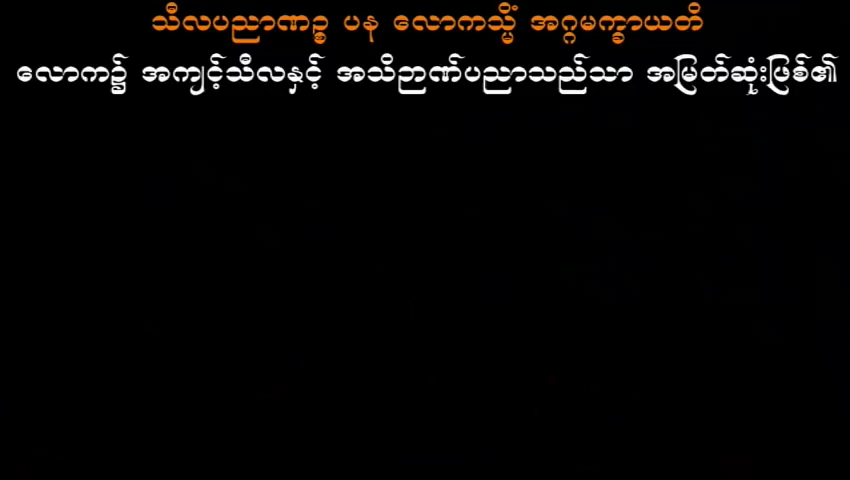 သီလပညာဏဉ္စ ပန လောကသ္မိံ အဂ္ဂမက္ခာယတိ
လောက၌ အကျင့်သီလနှင့် အသိဉာဏ်ပညာသည်သာ အမြတ်ဆုံးဖြစ်၏